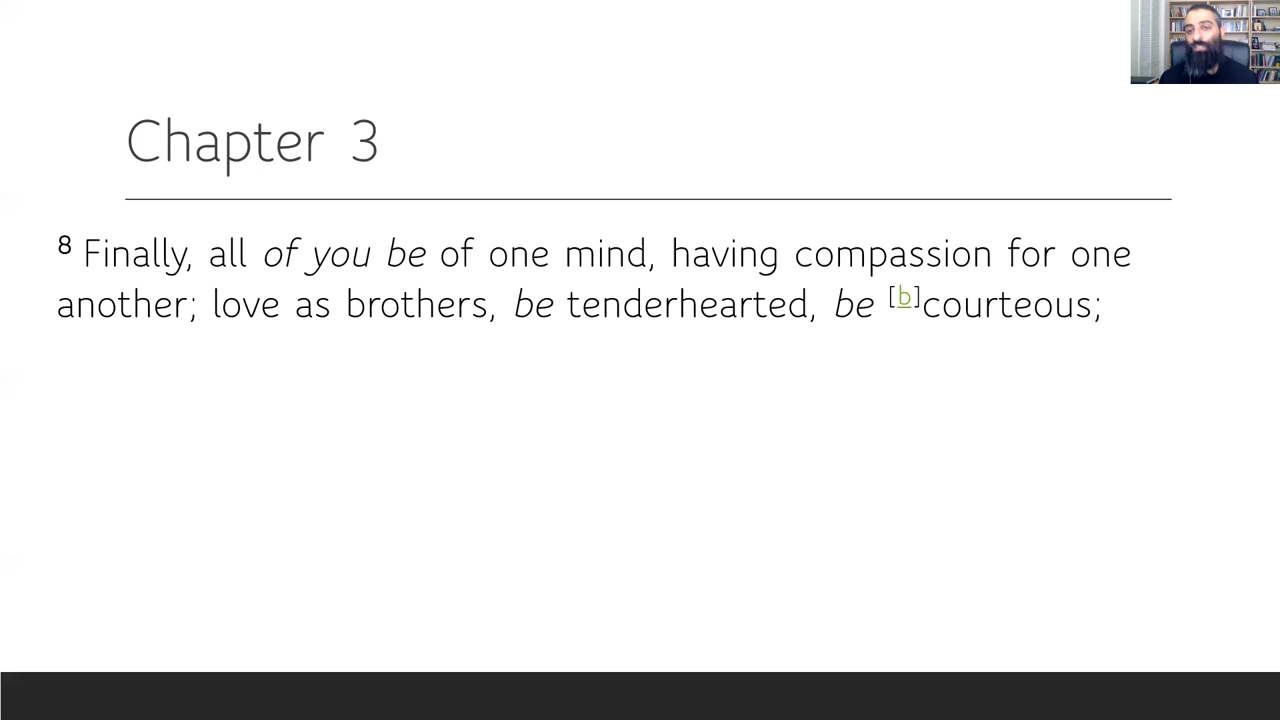 Chapter 3
8 Finally, all of you be of one mind, having compassion for one
another; love as brothers, be tenderhearted, be [b]courteous;